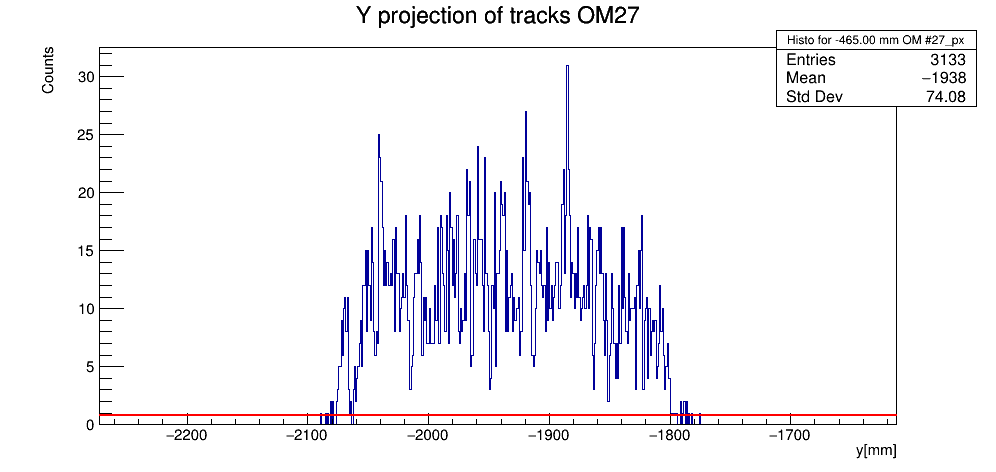 Y projection of tracks OM27
Histo for -465.00 mm OM #27_px
Entries 3133
Mean −1938
Std Dev 74.08
Counts
30
25
20
15
10
5
0
−2200 −2100 −2000 −1900 −1800 −1700
y[mm]